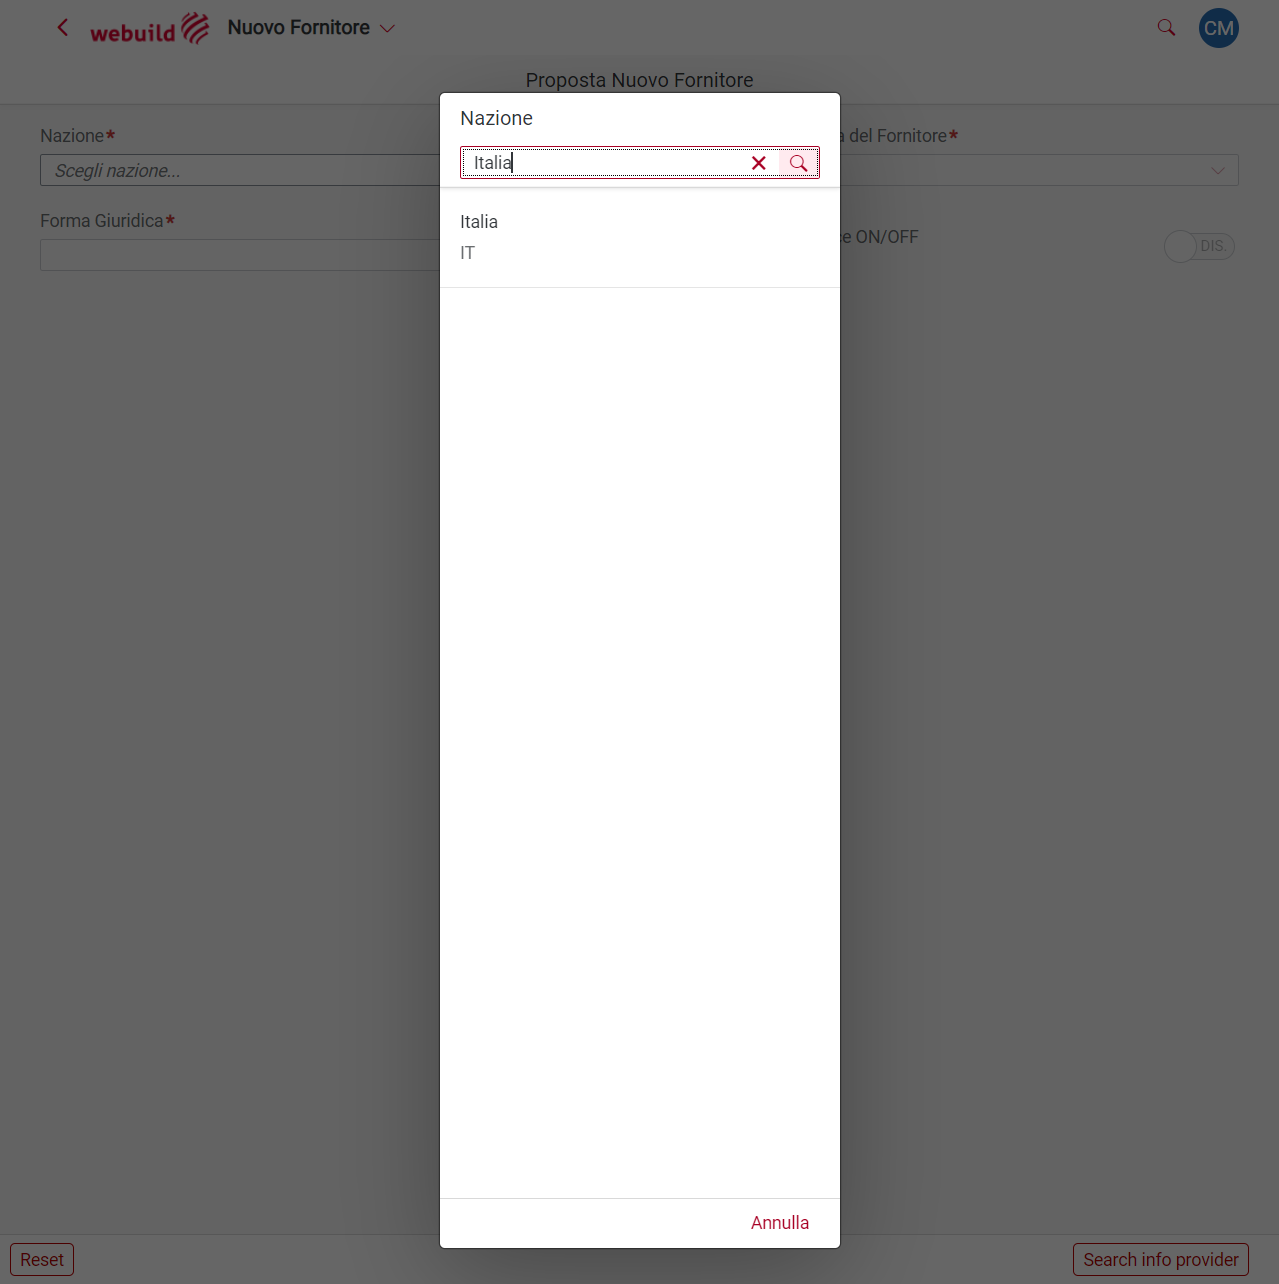 webuild Nuovo Fornitore
CM
Proposta Nuovo Fornitore
Nazione
Nazione*
a del Fornitore*
Italia
Scegli nazione...
Forma Giuridica*
Italia
e ON/OFF
DIS.
IT
Annulla
Reset
Search info provider